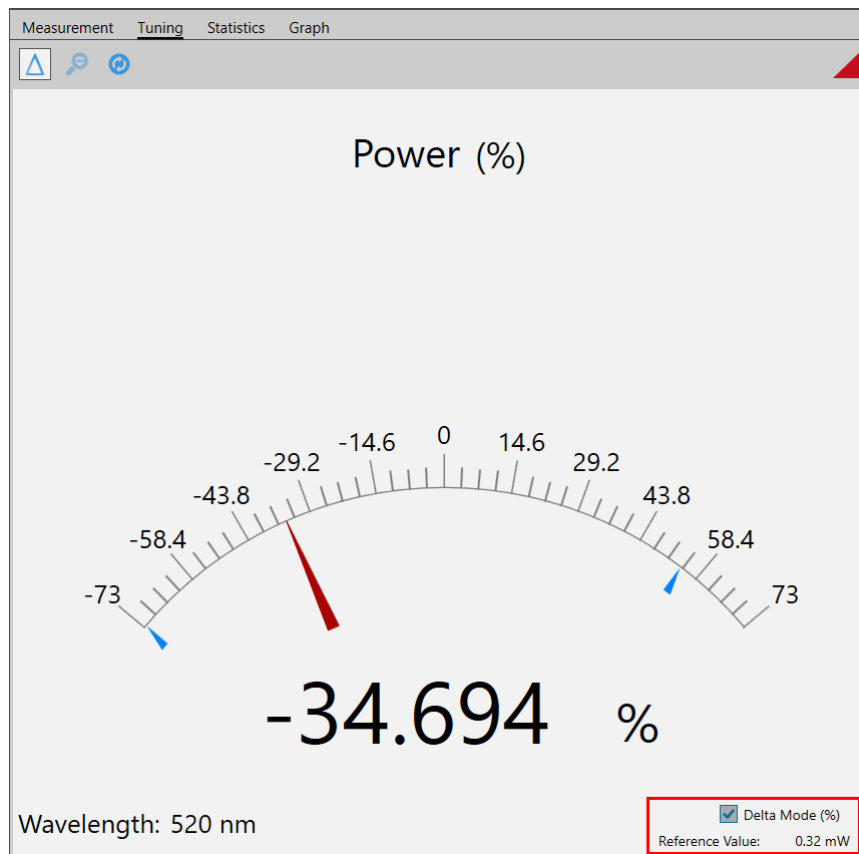 Measurement Tuning Statistics Graph
Power (%)
-73 -58.4 -43.8 -29.2 -14.6 0 14.6 29.2 43.8 58.4 73
-34.694 %
Delta Mode (%)
Wavelength: 520 nm
Reference Value: 0.32 mW